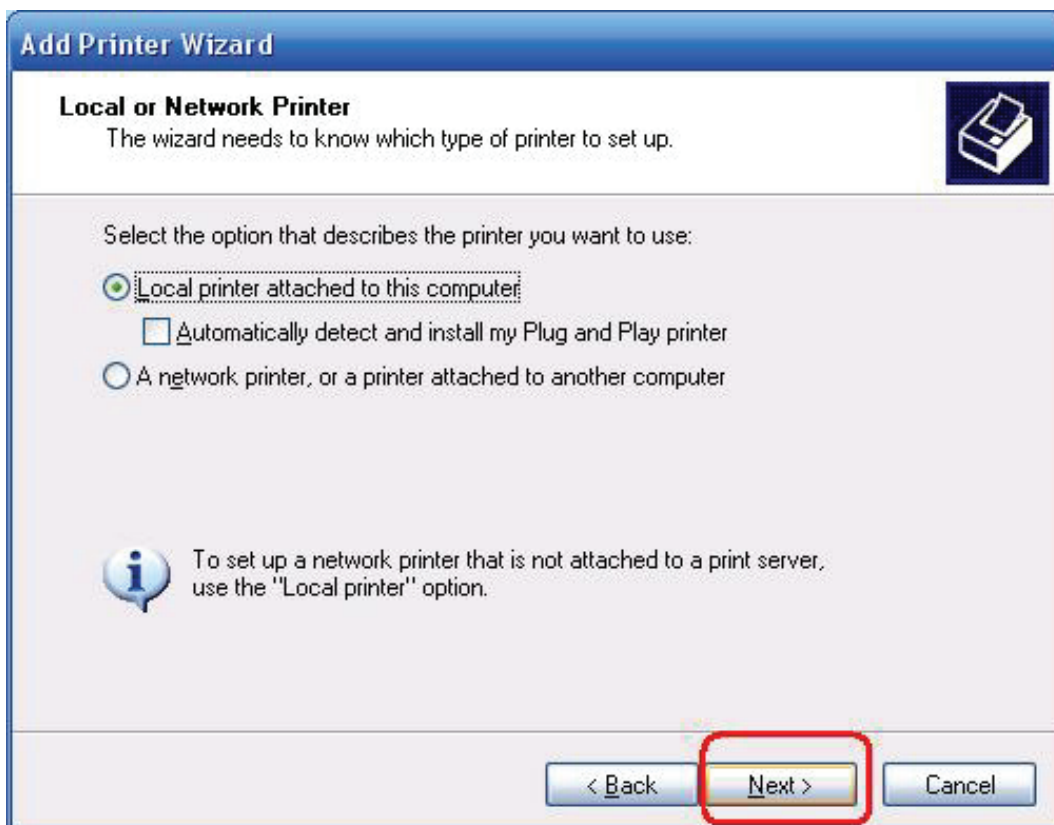 Add Printer Wizard
Local or Network Printer
The wizard needs to know which type of printer to set up.
Select the option that describes the printer you want to use:
Local printer attached to this computer
Automatically detect and install my Plug and Play printer
A network printer, or a printer attached to another computer
To set up a network printer that is not attached to a print server,
use the "Local printer" option.
< Back Next > Cancel